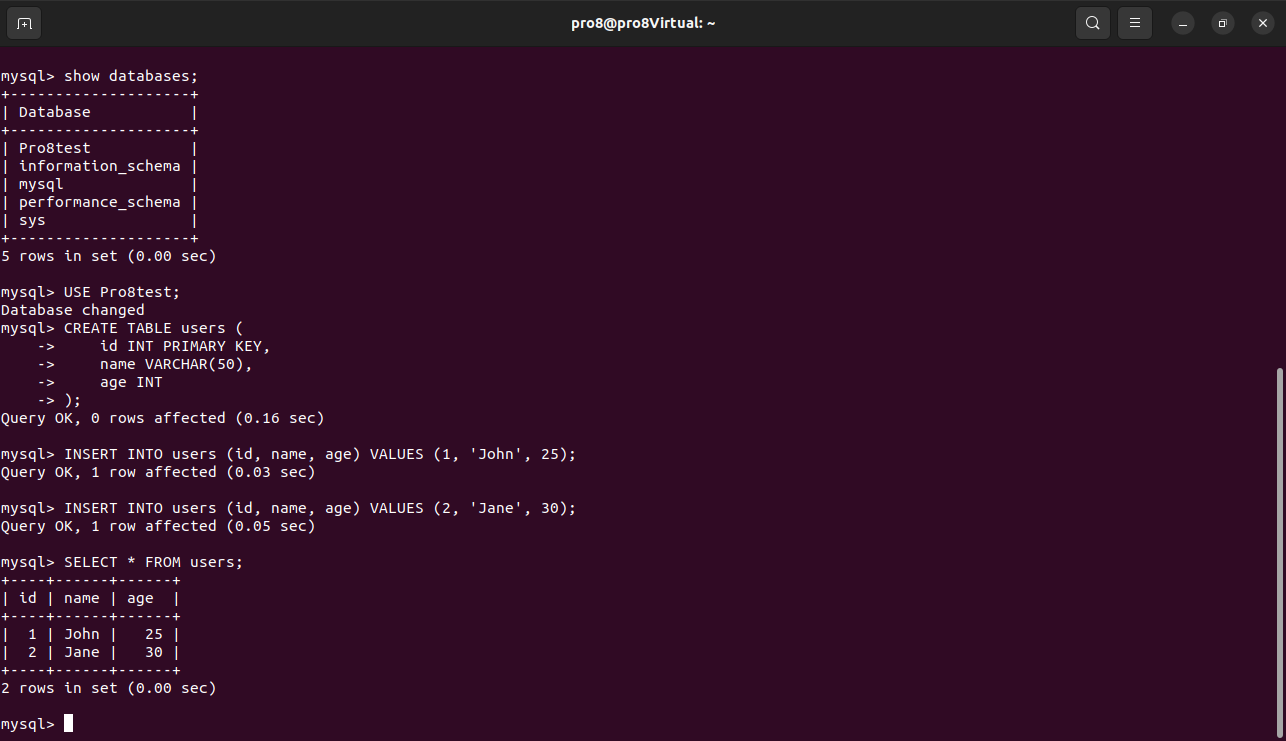 pro8@pro8Virtual: ~
mysql> show databases;
+--------------------+
| Database           |
+--------------------+
| Pro8test           |
| information_schema |
| mysql              |
| performance_schema |
| sys                |
+--------------------+
5 rows in set (0.00 sec)
mysql> USE Pro8test;
Database changed
mysql> CREATE TABLE users (
    ->     id INT PRIMARY KEY,
    ->     name VARCHAR(50),
    ->     age INT
    -> );
Query OK, 0 rows affected (0.16 sec)
mysql> INSERT INTO users (id, name, age) VALUES (1, 'John', 25);
Query OK, 1 row affected (0.03 sec)
mysql> INSERT INTO users (id, name, age) VALUES (2, 'Jane', 30);
Query OK, 1 row affected (0.05 sec)
mysql> SELECT * FROM users;
+----+------+------+
| id | name | age  |
+----+------+------+
|  1 | John |   25 |
|  2 | Jane |   30 |
+----+------+------+
2 rows in set (0.00 sec)
mysql>